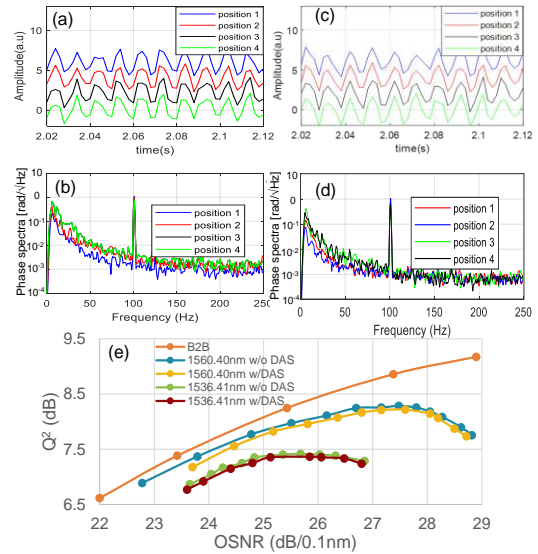 (a)
position 1
position 2
position 3
position 4
Amplitude(a.u)
10
5
0
2.02 2.04 2.06 2.08 2.1 2.12
time(s)
(c)
position 1
position 2
position 3
position 4
Amplitude(a.u)
10
5
0
2.02 2.04 2.06 2.08 2.1 2.12
time(s)
(b)
position 1
position 2
position 3
position 4
Phase spectra [rad/√Hz]
10
1
0
10⁻¹
10⁻²
10⁻³
10⁻⁴
0 50 100 150 200 250
Frequency (Hz)
(d)
position 1
position 2
position 3
position 4
Phase spectra [rad/√Hz]
10
1
0
10⁻¹
10⁻²
10⁻³
10⁻⁴
0 50 100 150 200 250
Frequency (Hz)
(e)
B2B
1560.40nm w/o DAS
1560.40nm w/DAS
1536.41nm w/o DAS
1536.41nm w/DAS
Q² (dB)
9.5
8.5
7.5
6.5
22 23 24 25 26 27 28 29
OSNR (dB/0.1nm)